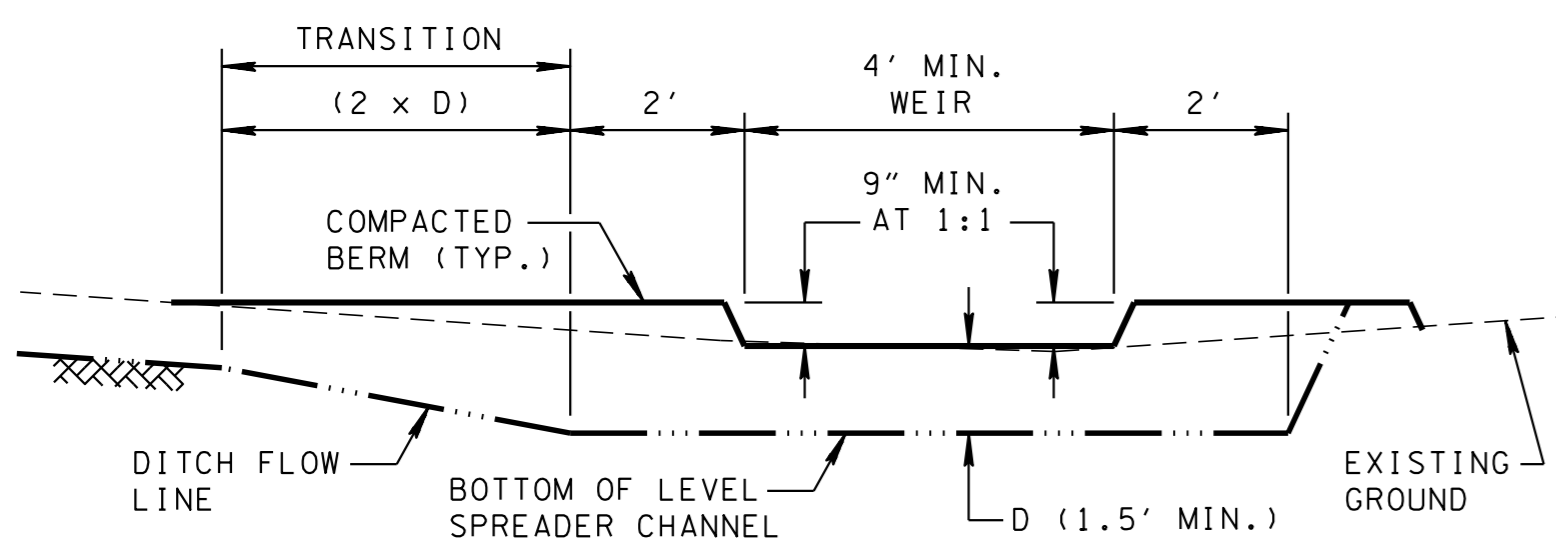 TRANSITION
(2 x D)
2'
4' MIN.
WEIR
2'
9" MIN.
AT 1:1
COMPACTED
BERM (TYP.)
DITCH FLOW
LINE
BOTTOM OF LEVEL
SPREADER CHANNEL
D (1.5' MIN.)
EXISTING
GROUND